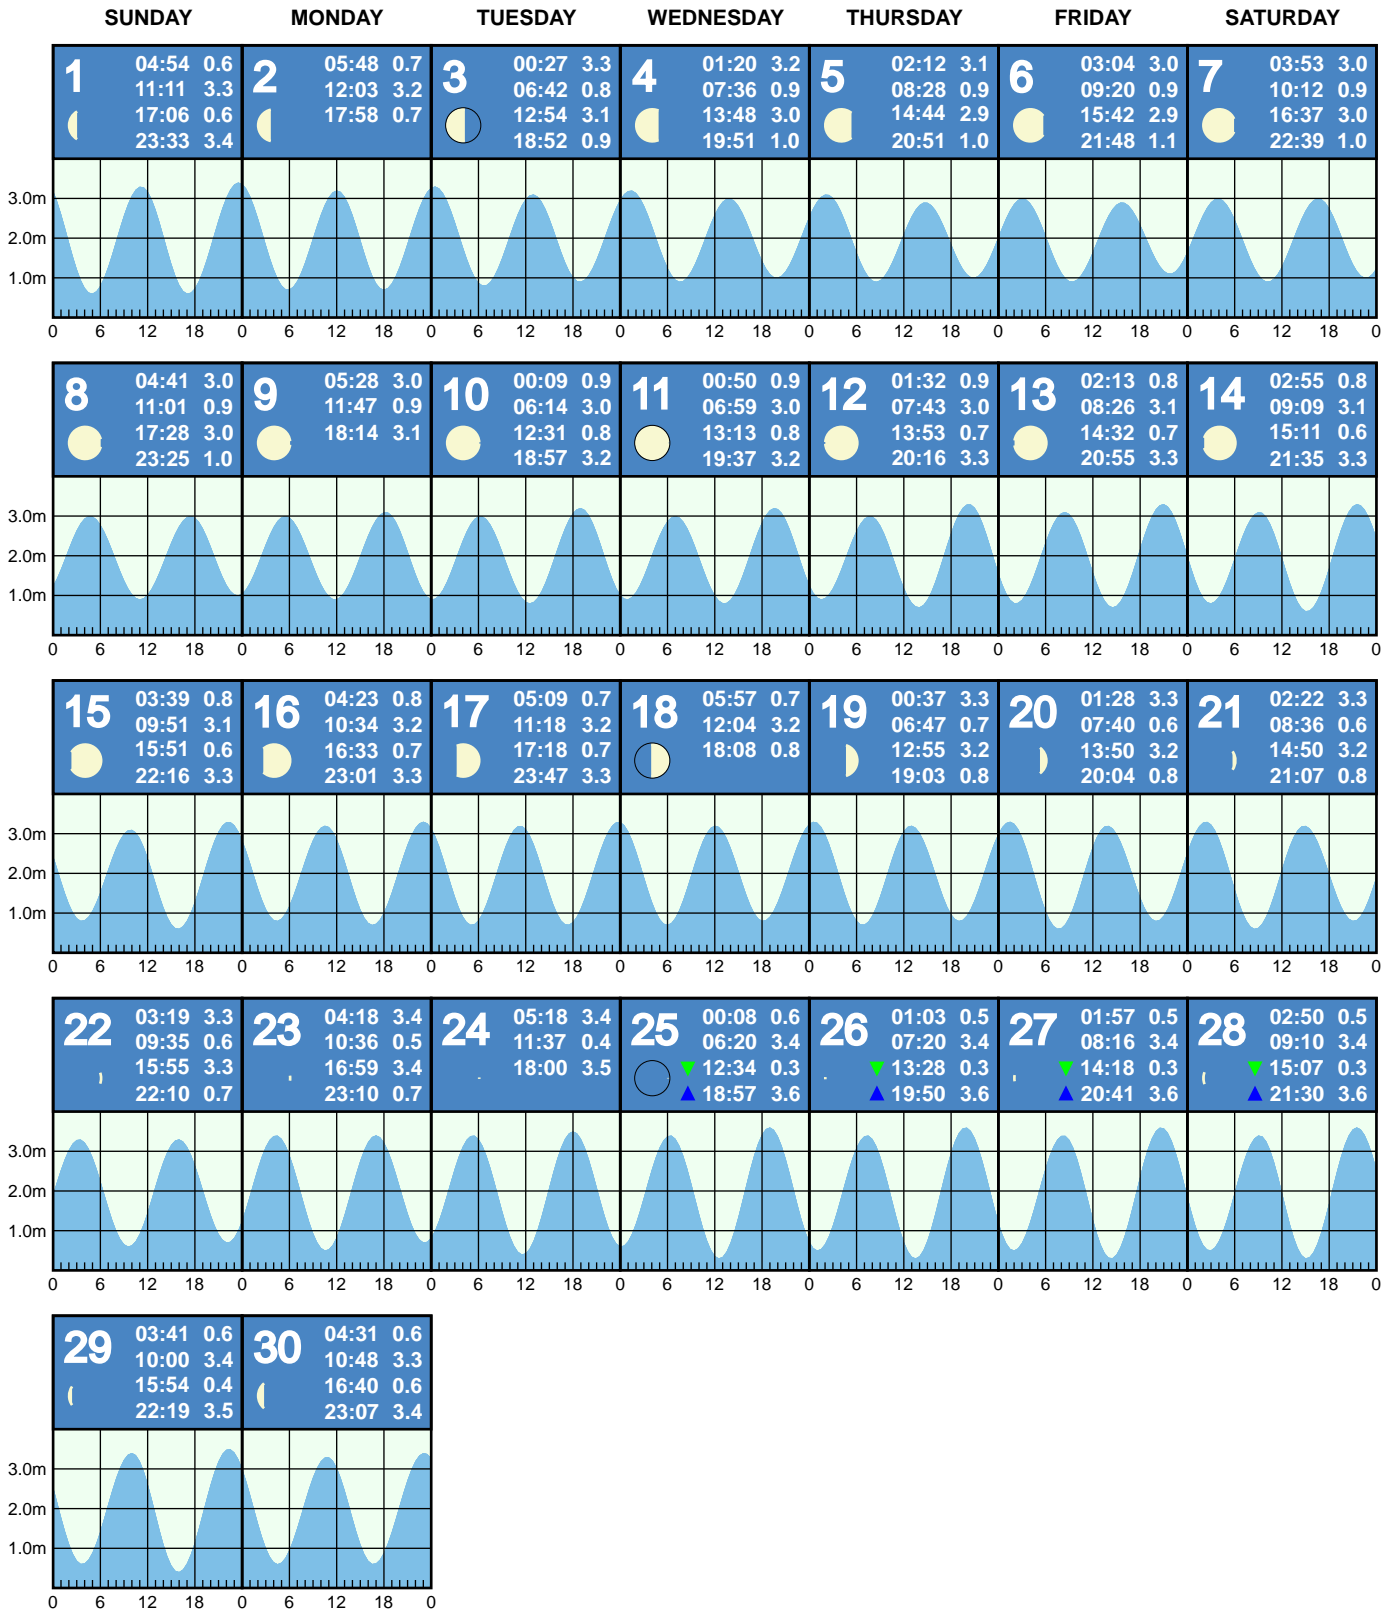 SUNDAY MONDAY TUESDAY WEDNESDAY THURSDAY FRIDAY SATURDAY
1 04:54 0.6
11:11 3.3
17:06 0.6
23:33 3.4
2 05:48 0.7
12:03 3.2
17:58 0.7
3 00:27 3.3
06:42 0.8
12:54 3.1
18:52 0.9
4 01:20 3.2
07:36 0.9
13:48 3.0
19:51 1.0
5 02:12 3.1
08:28 0.9
14:44 2.9
20:51 1.0
6 03:04 3.0
09:20 0.9
15:42 2.9
21:48 1.1
7 03:53 3.0
10:12 0.9
16:37 3.0
22:39 1.0
3.0m
2.0m
1.0m
0 6 12 18 0 6 12 18 0 6 12 18 0 6 12 18 0 6 12 18 0 6 12 18 0 6 12 18 0
8 04:41 3.0
11:01 0.9
17:28 3.0
23:25 1.0
9 05:28 3.0
11:47 0.9
18:14 3.1
10 00:09 0.9
06:14 3.0
12:31 0.8
18:57 3.2
11 00:50 0.9
06:59 3.0
13:13 0.8
19:37 3.2
12 01:32 0.9
07:43 3.0
13:53 0.7
20:16 3.3
13 02:13 0.8
08:26 3.1
14:32 0.7
20:55 3.3
14 02:55 0.8
09:09 3.1
15:11 0.6
21:35 3.3
3.0m
2.0m
1.0m
0 6 12 18 0 6 12 18 0 6 12 18 0 6 12 18 0 6 12 18 0 6 12 18 0 6 12 18 0
15 03:39 0.8
09:51 3.1
15:51 0.6
22:16 3.3
16 04:23 0.8
10:34 3.2
16:33 0.7
23:01 3.3
17 05:09 0.7
11:18 3.2
17:18 0.7
23:47 3.3
18 05:57 0.7
12:04 3.2
18:08 0.8
19 00:37 3.3
06:47 0.7
12:55 3.2
19:03 0.8
20 01:28 3.3
07:40 0.6
13:50 3.2
20:04 0.8
21 02:22 3.3
08:36 0.6
14:50 3.2
21:07 0.8
3.0m
2.0m
1.0m
0 6 12 18 0 6 12 18 0 6 12 18 0 6 12 18 0 6 12 18 0 6 12 18 0 6 12 18 0
22 03:19 3.3
09:35 0.6
15:55 3.3
22:10 0.7
23 04:18 3.4
10:36 0.5
16:59 3.4
23:10 0.7
24 05:18 3.4
11:37 0.4
18:00 3.5
25 00:08 0.6
06:20 3.4
12:34 0.3
18:57 3.6
26 01:03 0.5
07:20 3.4
13:28 0.3
19:50 3.6
27 01:57 0.5
08:16 3.4
14:18 0.3
20:41 3.6
28 02:50 0.5
09:10 3.4
15:07 0.3
21:30 3.6
3.0m
2.0m
1.0m
0 6 12 18 0 6 12 18 0 6 12 18 0 6 12 18 0 6 12 18 0 6 12 18 0 6 12 18 0
29 03:41 0.6
10:00 3.4
15:54 0.4
22:19 3.5
30 04:31 0.6
10:48 3.3
16:40 0.6
23:07 3.4
3.0m
2.0m
1.0m
0 6 12 18 0 6 12 18 0